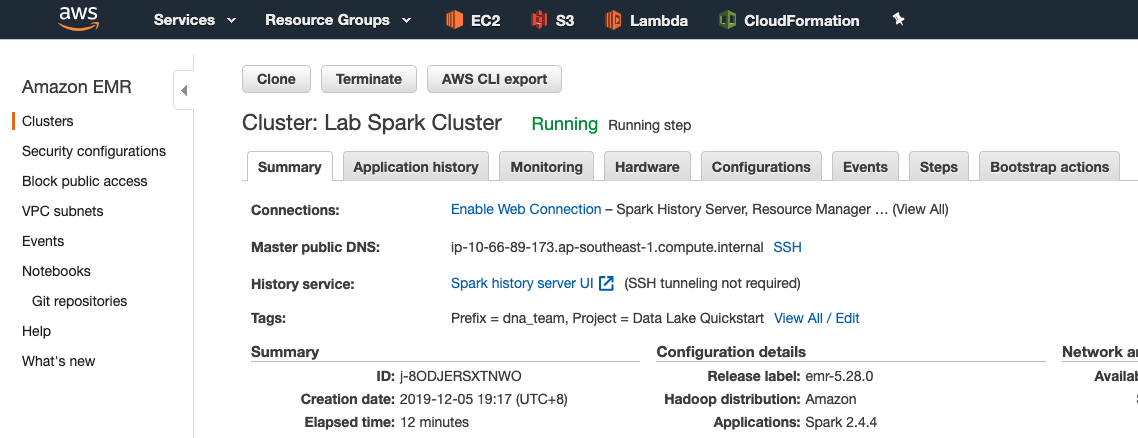 aws Services Resource Groups EC2 S3 Lambda CloudFormation
Amazon EMR
Clusters
Security configurations
Block public access
VPC subnets
Events
Notebooks
Git repositories
Help
What's new
Clone Terminate AWS CLI export
Cluster: Lab Spark Cluster Running Running step
Summary Application history Monitoring Hardware Configurations Events Steps Bootstrap actions
Connections: Enable Web Connection – Spark History Server, Resource Manager … (View All)
Master public DNS: ip-10-66-89-173.ap-southeast-1.compute.internal SSH
History service: Spark history server UI (SSH tunneling not required)
Tags: Prefix = dna_team, Project = Data Lake Quickstart View All / Edit
Summary
ID: j-8ODJERSXTNWO
Creation date: 2019-12-05 19:17 (UTC+8)
Elapsed time: 12 minutes
Configuration details
Release label: emr-5.28.0
Hadoop distribution: Amazon
Applications: Spark 2.4.4
Network